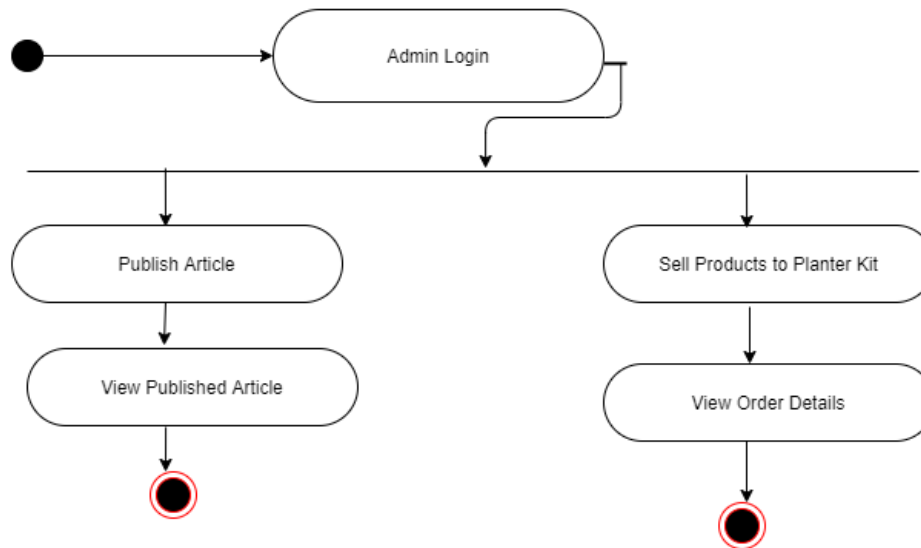 Admin Login
Publish Article
Sell Products to Planter Kit
View Published Article
View Order Details